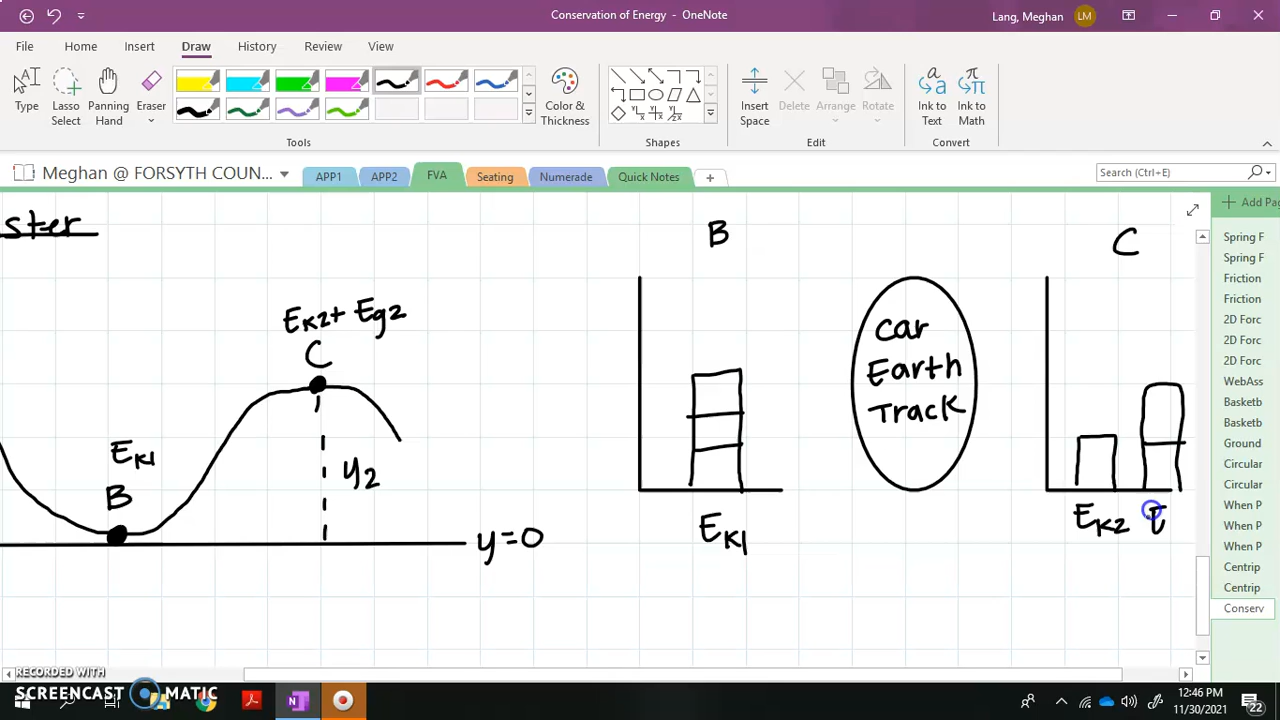 Conservation of Energy - OneNote
Lang, Meghan
LM
File Home Insert Draw History Review View
Type
Lasso Select
Panning Hand
Eraser
Color & Thickness
Insert Space
Delete
Arrange
Rotate
Ink to Text
Ink to Math
Tools
Shapes
Edit
Convert
Meghan @ FORSYTH COUN...
APP1
APP2
FVA
Seating
Numerade
Quick Notes
Search (Ctrl+E)
Add Pag
Spring F
Spring F
Friction
Friction
2D Forc
2D Forc
2D Forc
WebAss
Basketb
Basketb
Ground
Circular
Circular
When P
When P
When P
Centrip
Centrip
Conserv
ster
EK2 + Eg2
C
EK1
B
y2
y=0
B
EK1
Car
Earth
Track
C
EK2 E
RECORDED WITH
SCREENCAST MATIC
12:46 PM
11/30/2021
22